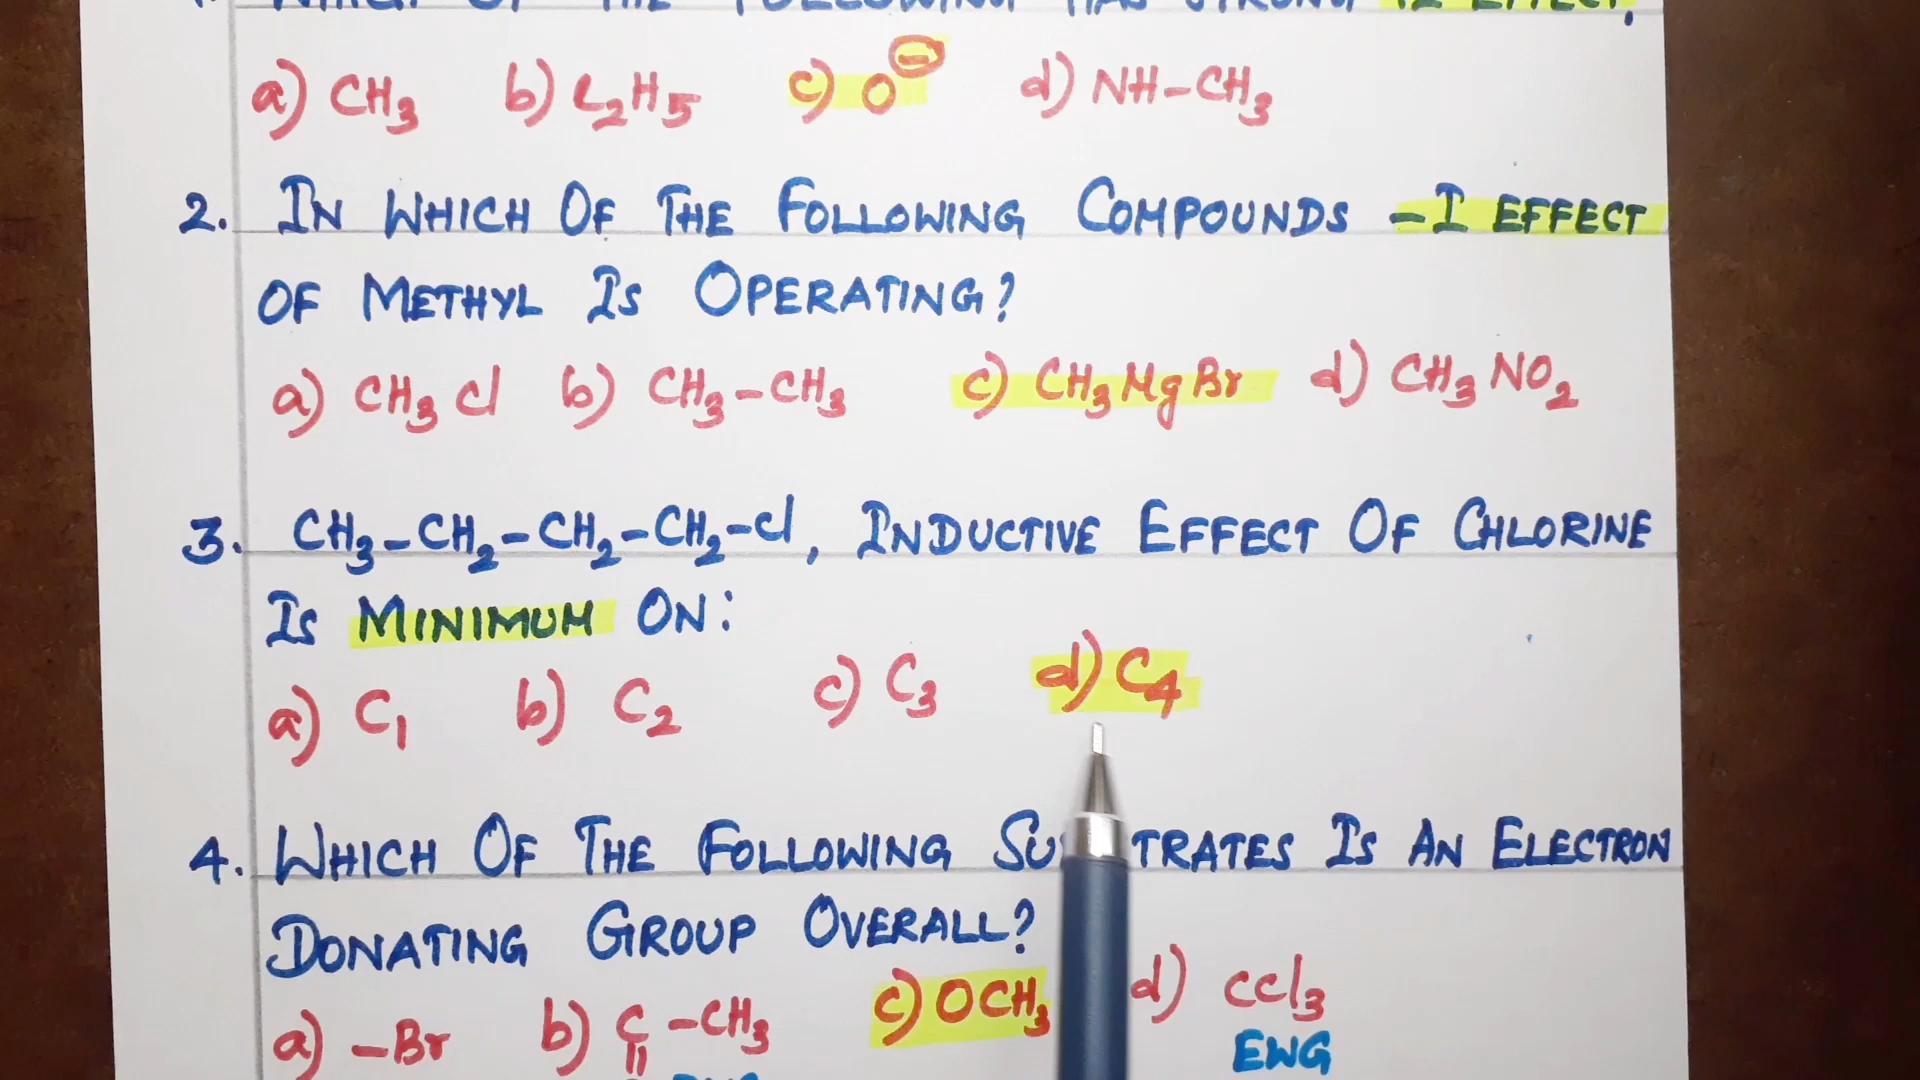 a) CH3 b) C2H5 c) O⊖ d) NH-CH3
2. IN WHICH OF THE FOLLOWING COMPOUNDS -I EFFECT
OF METHYL IS OPERATING?
a) CH3Cl b) CH3-CH3 c) CH3MgBr d) CH3NO2
3. CH3-CH2-CH2-CH2-Cl, INDUCTIVE EFFECT OF CHLORINE
IS MINIMUM ON:
a) C1 b) C2 c) C3 d) C4
4. WHICH OF THE FOLLOWING SU TRATES IS AN ELECTRON
DONATING GROUP OVERALL?
a) -Br b) C-CH3 c) OCH3 d) CCl3
EWG